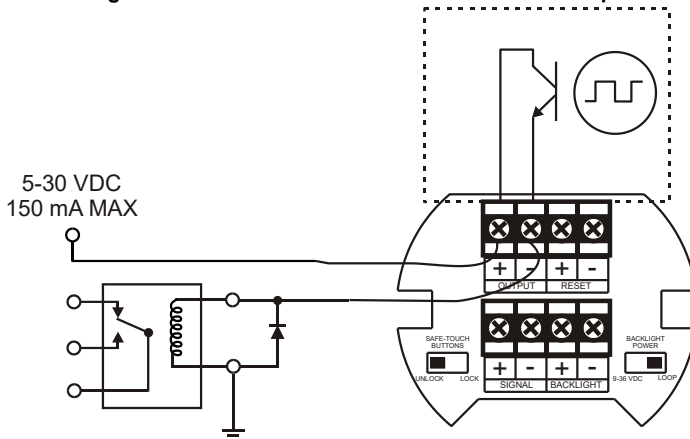 5-30 VDC
150 mA MAX
+ - + -
OUTPUT RESET
SAFE-TOUCH
BUTTONS
UNLOCK LOCK
+ - + -
SIGNAL BACKLIGHT
BACKLIGHT
POWER
9-36 VDC LOOP